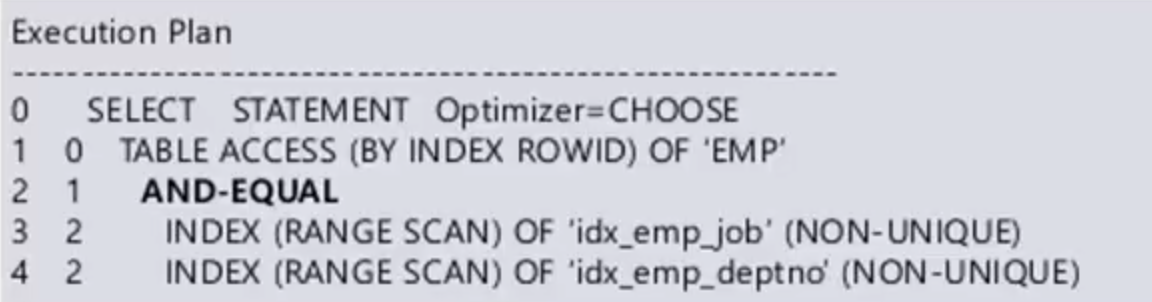 Execution Plan
-----------------------------------------------------------
0 SELECT STATEMENT Optimizer=CHOOSE
1 0 TABLE ACCESS (BY INDEX ROWID) OF 'EMP'
2 1 AND-EQUAL
3 2 INDEX (RANGE SCAN) OF 'idx_emp_job' (NON-UNIQUE)
4 2 INDEX (RANGE SCAN) OF 'idx_emp_deptno' (NON-UNIQUE)